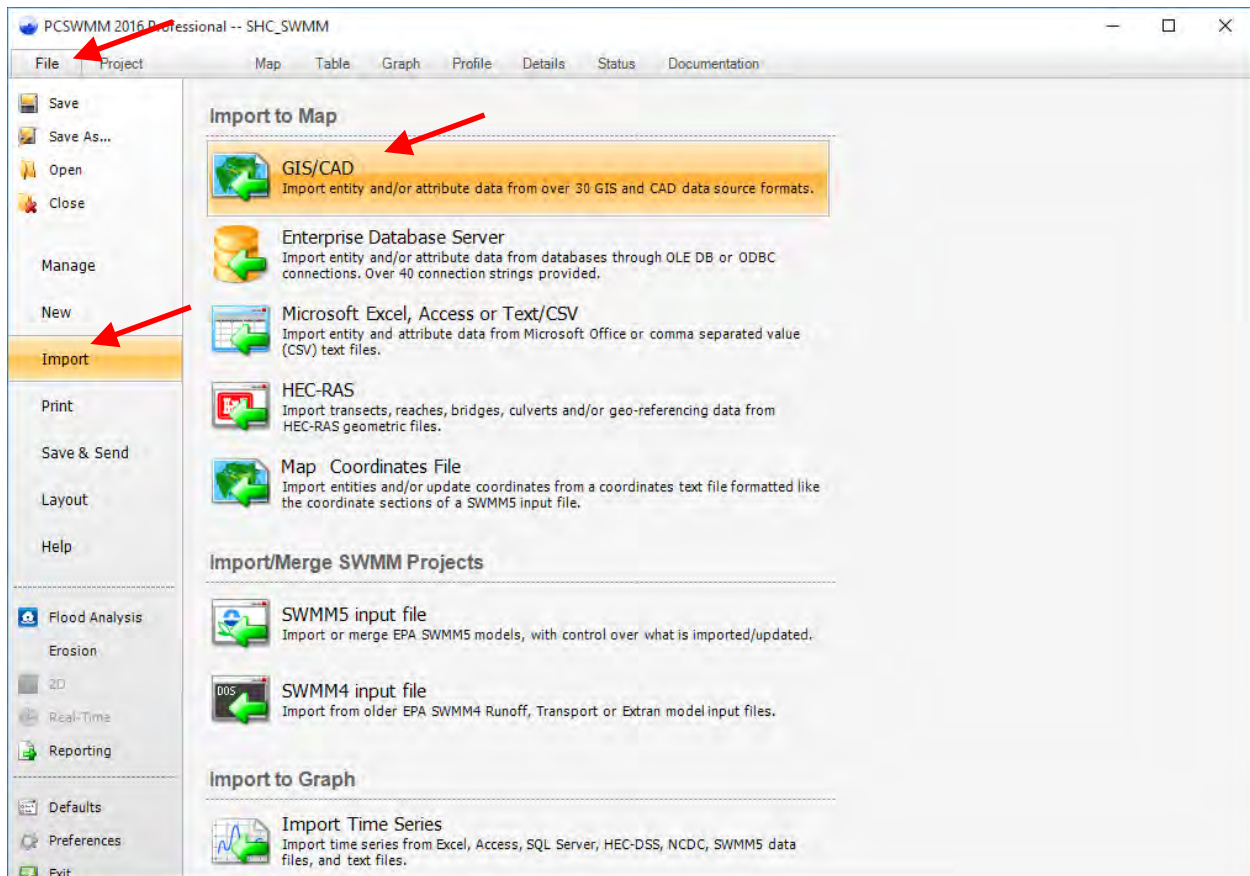 PCSWMM 2016 Professional -- SHC_SWMM
File Project Map Table Graph Profile Details Status Documentation
Save
Save As...
Open
Close
Manage
New
Import
Print
Save & Send
Layout
Help
Flood Analysis
Erosion
2D
Real-Time
Reporting
Defaults
Preferences
Exit
Import to Map
GIS/CAD
Import entity and/or attribute data from over 30 GIS and CAD data source formats.
Enterprise Database Server
Import entity and/or attribute data from databases through OLE DB or ODBC
connections. Over 40 connection strings provided.
Microsoft Excel, Access or Text/CSV
Import entity and attribute data from Microsoft Office or comma separated value
(CSV) text files.
HEC-RAS
Import transects, reaches, bridges, culverts and/or geo-referencing data from
HEC-RAS geometric files.
Map Coordinates File
Import entities and/or update coordinates from a coordinates text file formatted like
the coordinate sections of a SWMM5 input file.
Import/Merge SWMM Projects
SWMM5 input file
Import or merge EPA SWMM5 models, with control over what is imported/updated.
DOS
SWMM4 input file
Import from older EPA SWMM4 Runoff, Transport or Extran model input files.
Import to Graph
Import Time Series
Import time series from Excel, Access, SQL Server, HEC-DSS, NCDC, SWMM5 data
files, and text files.